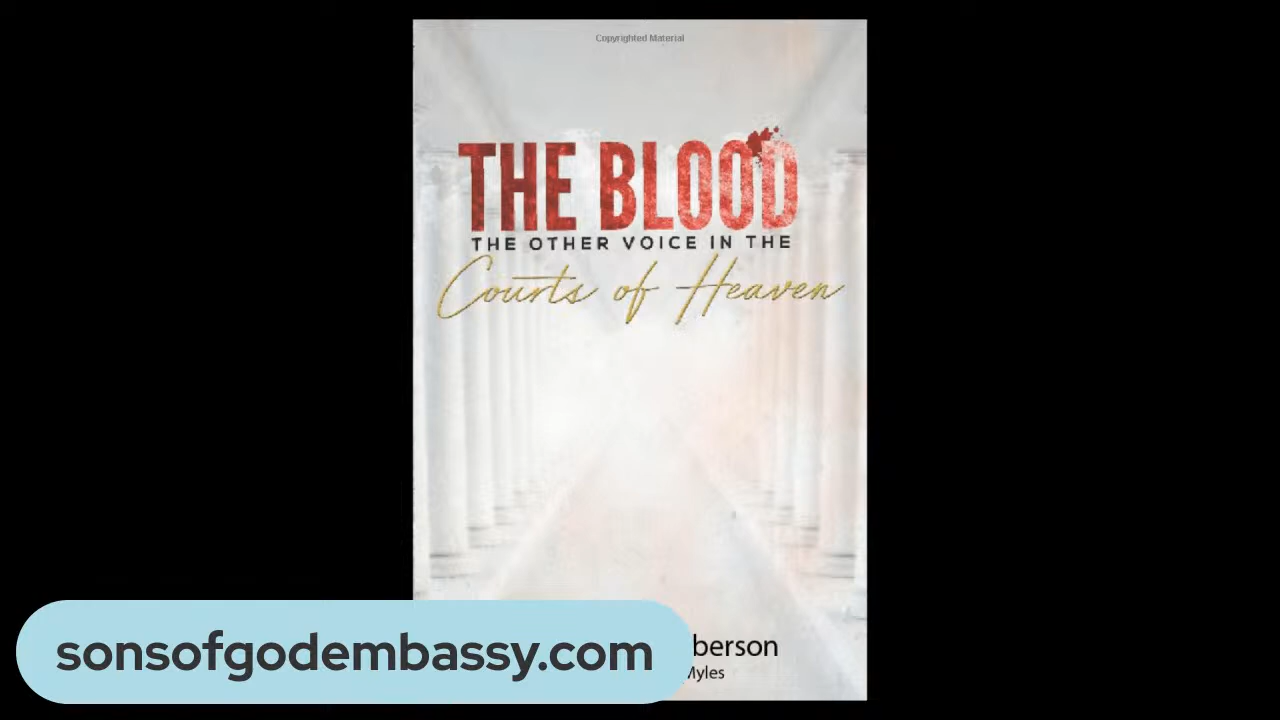 Copyrighted Material
THE BLOOD
THE OTHER VOICE IN THE
Courts of Heaven
berson
Myles
sonsofgodembassy.com